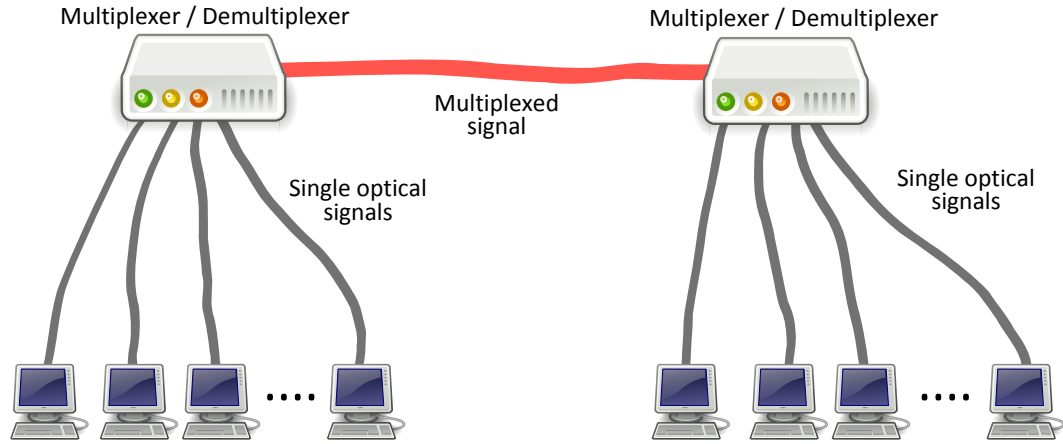 Multiplexer / Demultiplexer
Multiplexer / Demultiplexer
Multiplexed
signal
Single optical
signals
Single optical
signals